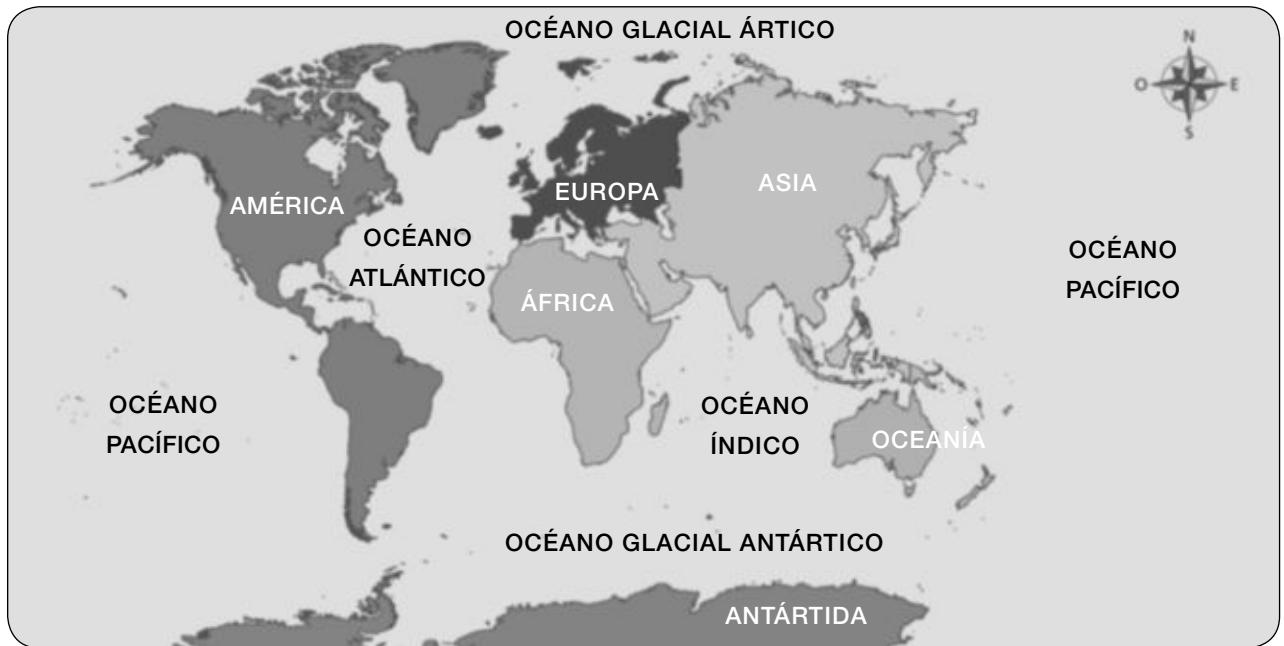 OCÉANO GLACIAL ÁRTICO
N
O
E
S
AMÉRICA
EUROPA
ASIA
OCÉANO
ATLÁNTICO
OCÉANO
PACÍFICO
ÁFRICA
OCÉANO
PACÍFICO
OCÉANO
ÍNDICO
OCEANÍA
OCÉANO GLACIAL ANTÁRTICO
ANTÁRTIDA